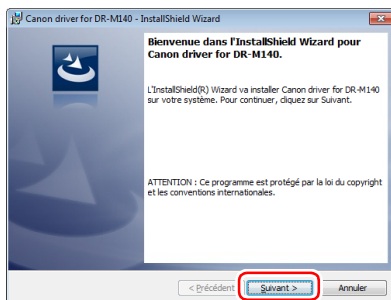 Canon driver for DR-M140 - InstallShield Wizard
Bienvenue dans l'InstallShield Wizard pour
Canon driver for DR-M140.
L'InstallShield(R) Wizard va installer Canon driver for DR-M140
sur votre système. Pour continuer, cliquez sur Suivant.
ATTENTION : Ce programme est protégé par la loi du copyright
et les conventions internationales.
< Précédent
Suivant >
Annuler